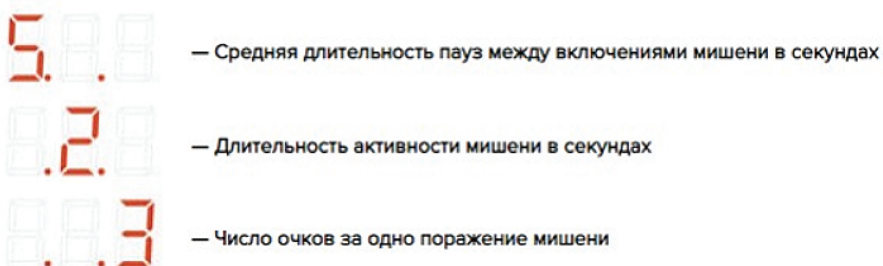 5. . — Средняя длительность пауз между включениями мишени в секундах
.2. — Длительность активности мишени в секундах
. .3 — Число очков за одно поражение мишени